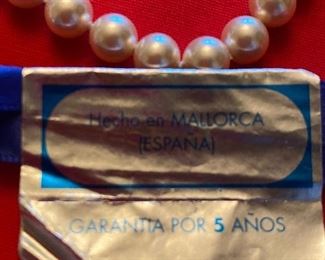 Hecho en MALLORCA
(ESPAÑA)
GARANTIA POR 5 AÑOS